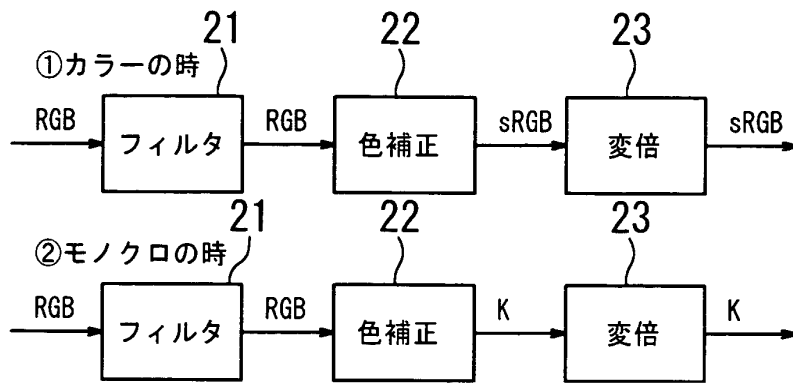 21 22 23
①カラーの時
RGB フィルタ RGB 色補正 sRGB 変倍 sRGB
21 22 23
②モノクロの時
RGB フィルタ RGB 色補正 K 変倍 K